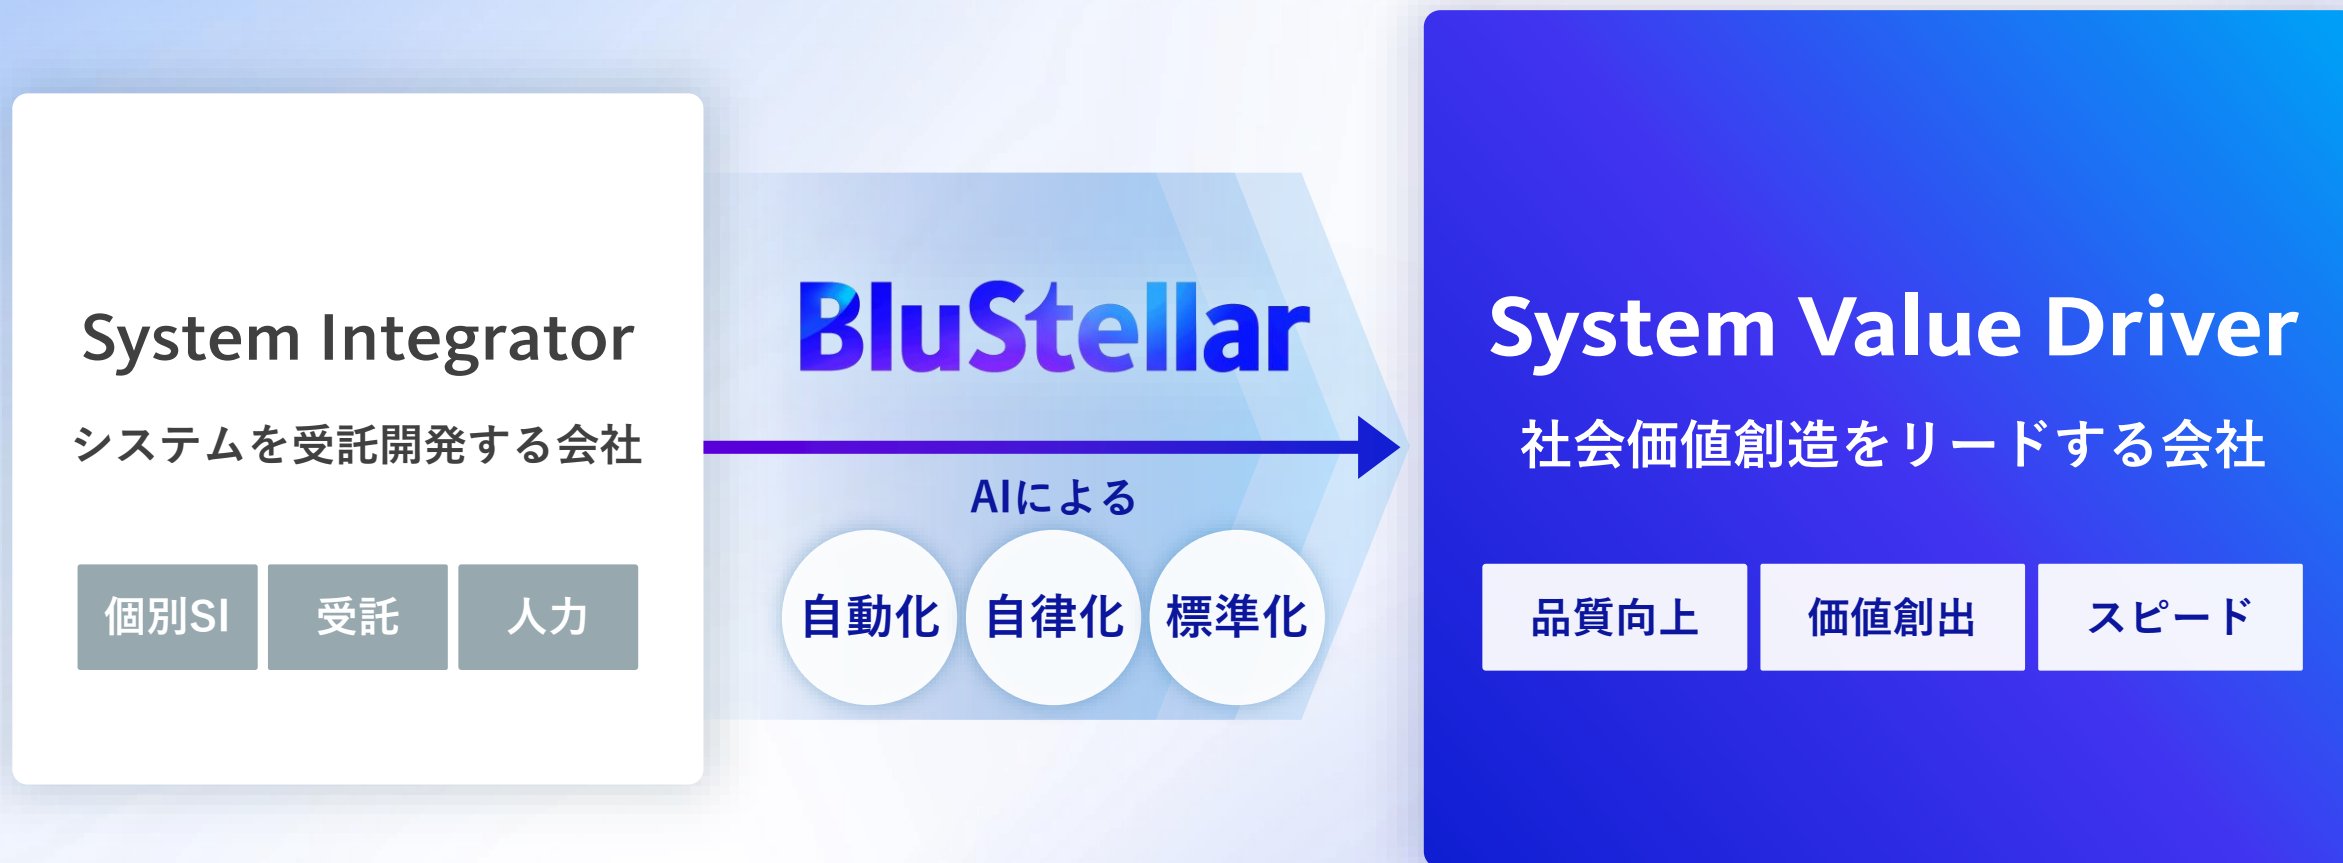 System Integrator
システムを受託開発する会社
個別SI
受託
人力
BluStellar
AIによる
自動化
自律化
標準化
System Value Driver
社会価値創造をリードする会社
品質向上
価値創出
スピード